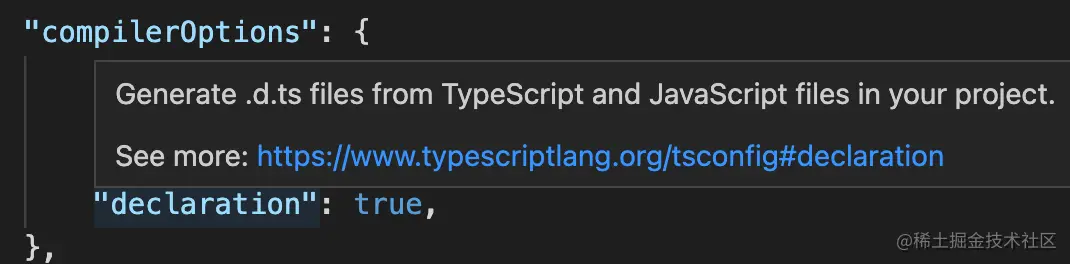 "compilerOptions": {
Generate .d.ts files from TypeScript and JavaScript files in your project.
See more: https://www.typescriptlang.org/tsconfig#declaration
"declaration": true,
},
@稀土掘金技术社区